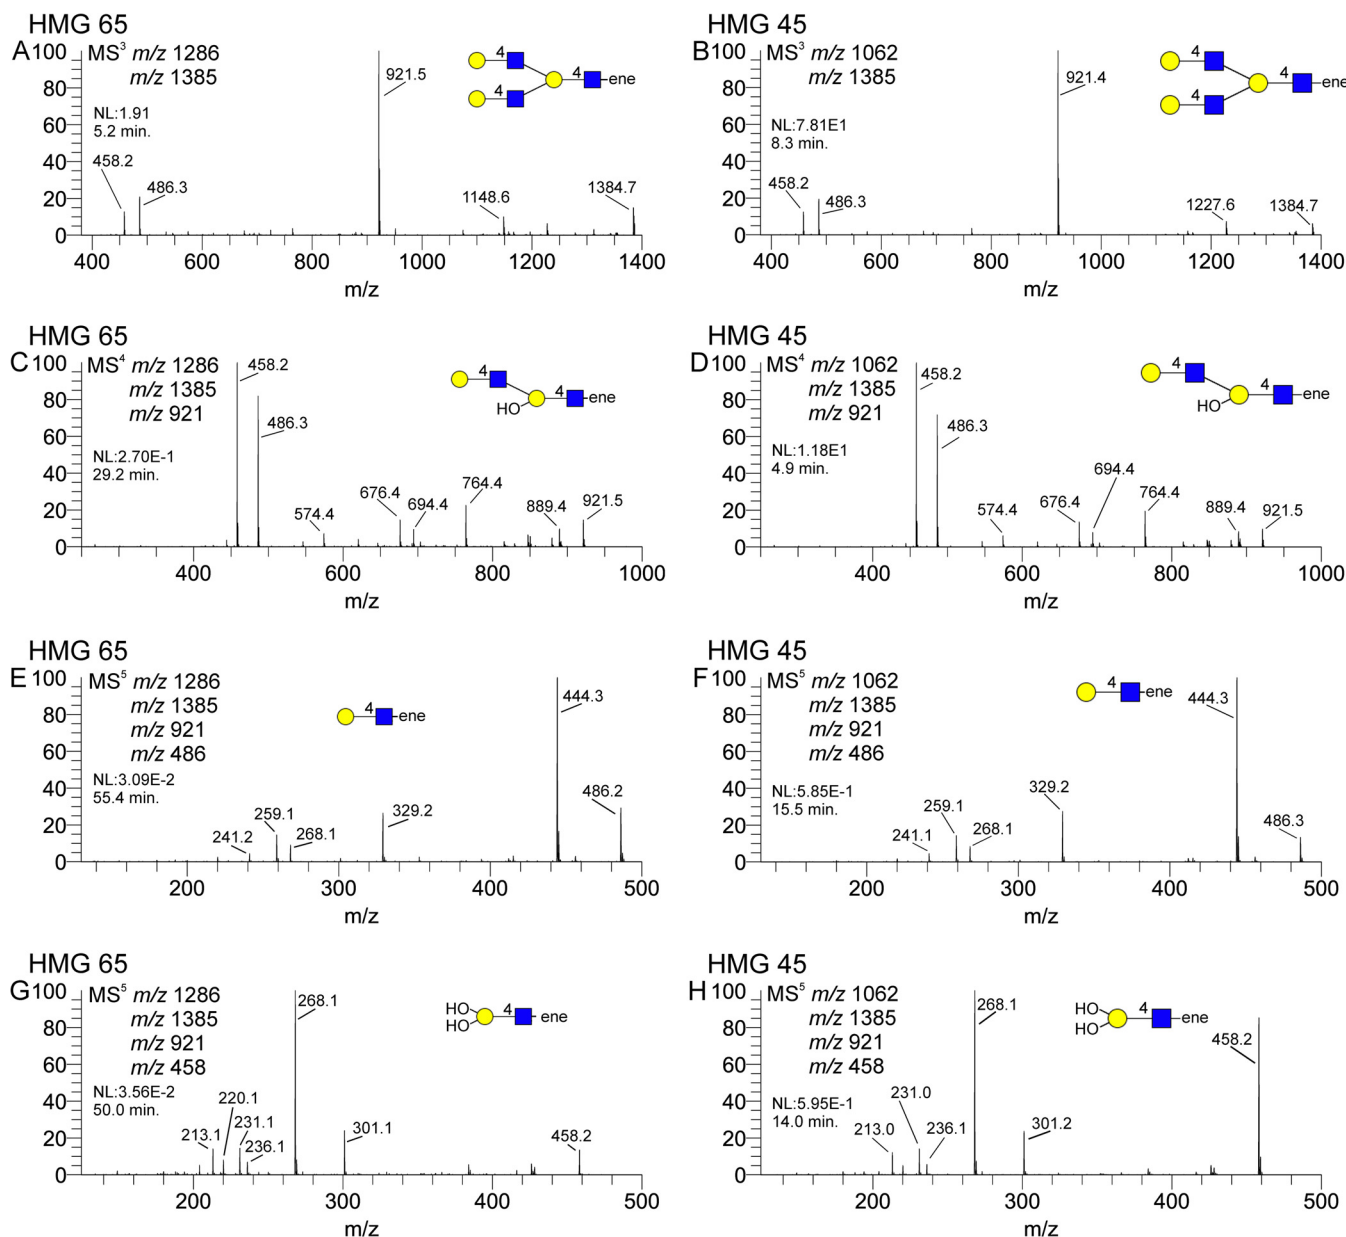 HMG 65
A
MS3 m/z 1286
m/z 1385
NL:1.91
5.2 min.
458.2
486.3
921.5
1148.6
1384.7
4
4
4
ene
100
80
60
40
20
0
400 600 800 1000 1200 1400
m/z
HMG 45
B
MS3 m/z 1062
m/z 1385
NL:7.81E1
8.3 min.
458.2
486.3
921.4
1227.6
1384.7
4
4
4
ene
100
80
60
40
20
0
400 600 800 1000 1200 1400
m/z
HMG 65
C
MS4 m/z 1286
m/z 1385
m/z 921
NL:2.70E-1
29.2 min.
458.2
486.3
574.4
676.4
694.4
764.4
889.4
921.5
4
4
HO
ene
100
80
60
40
20
0
400 600 800 1000
m/z
HMG 45
D
MS4 m/z 1062
m/z 1385
m/z 921
NL:1.18E1
4.9 min.
458.2
486.3
574.4
676.4
694.4
764.4
889.4
921.5
4
4
HO
ene
100
80
60
40
20
0
400 600 800 1000
m/z
HMG 65
E
MS5 m/z 1286
m/z 1385
m/z 921
m/z 486
NL:3.09E-2
55.4 min.
241.2
259.1
268.1
329.2
444.3
486.2
4
ene
100
80
60
40
20
0
200 300 400 500
m/z
HMG 45
F
MS5 m/z 1062
m/z 1385
m/z 921
m/z 486
NL:5.85E-1
15.5 min.
241.1
259.1
268.1
329.2
444.3
486.3
4
ene
100
80
60
40
20
0
200 300 400 500
m/z
HMG 65
G
MS5 m/z 1286
m/z 1385
m/z 921
m/z 458
NL:3.56E-2
50.0 min.
213.1
220.1
231.1
236.1
268.1
301.1
458.2
HO
HO
4
ene
100
80
60
40
20
0
200 300 400 500
m/z
HMG 45
H
MS5 m/z 1062
m/z 1385
m/z 921
m/z 458
NL:5.95E-1
14.0 min.
213.0
231.0
236.1
268.1
301.2
458.2
HO
HO
4
ene
100
80
60
40
20
0
200 300 400 500
m/z